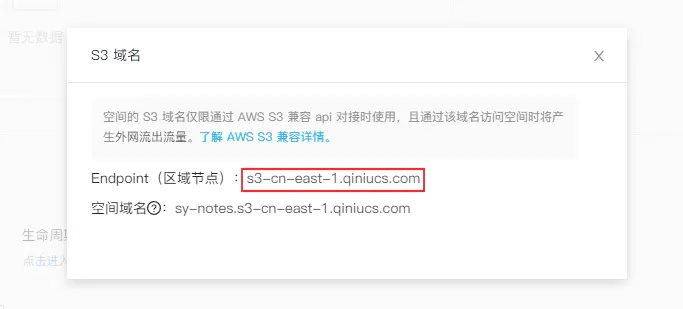 暂无数据
S3 域名
空间的 S3 域名仅限通过 AWS S3 兼容 api 对接时使用，且通过该域名访问空间时将产
生外网流出流量。了解 AWS S3 兼容详情。
Endpoint（区域节点）：s3-cn-east-1.qiniucs.com
空间域名?：sy-notes.s3-cn-east-1.qiniucs.com
生命周期
点击进入